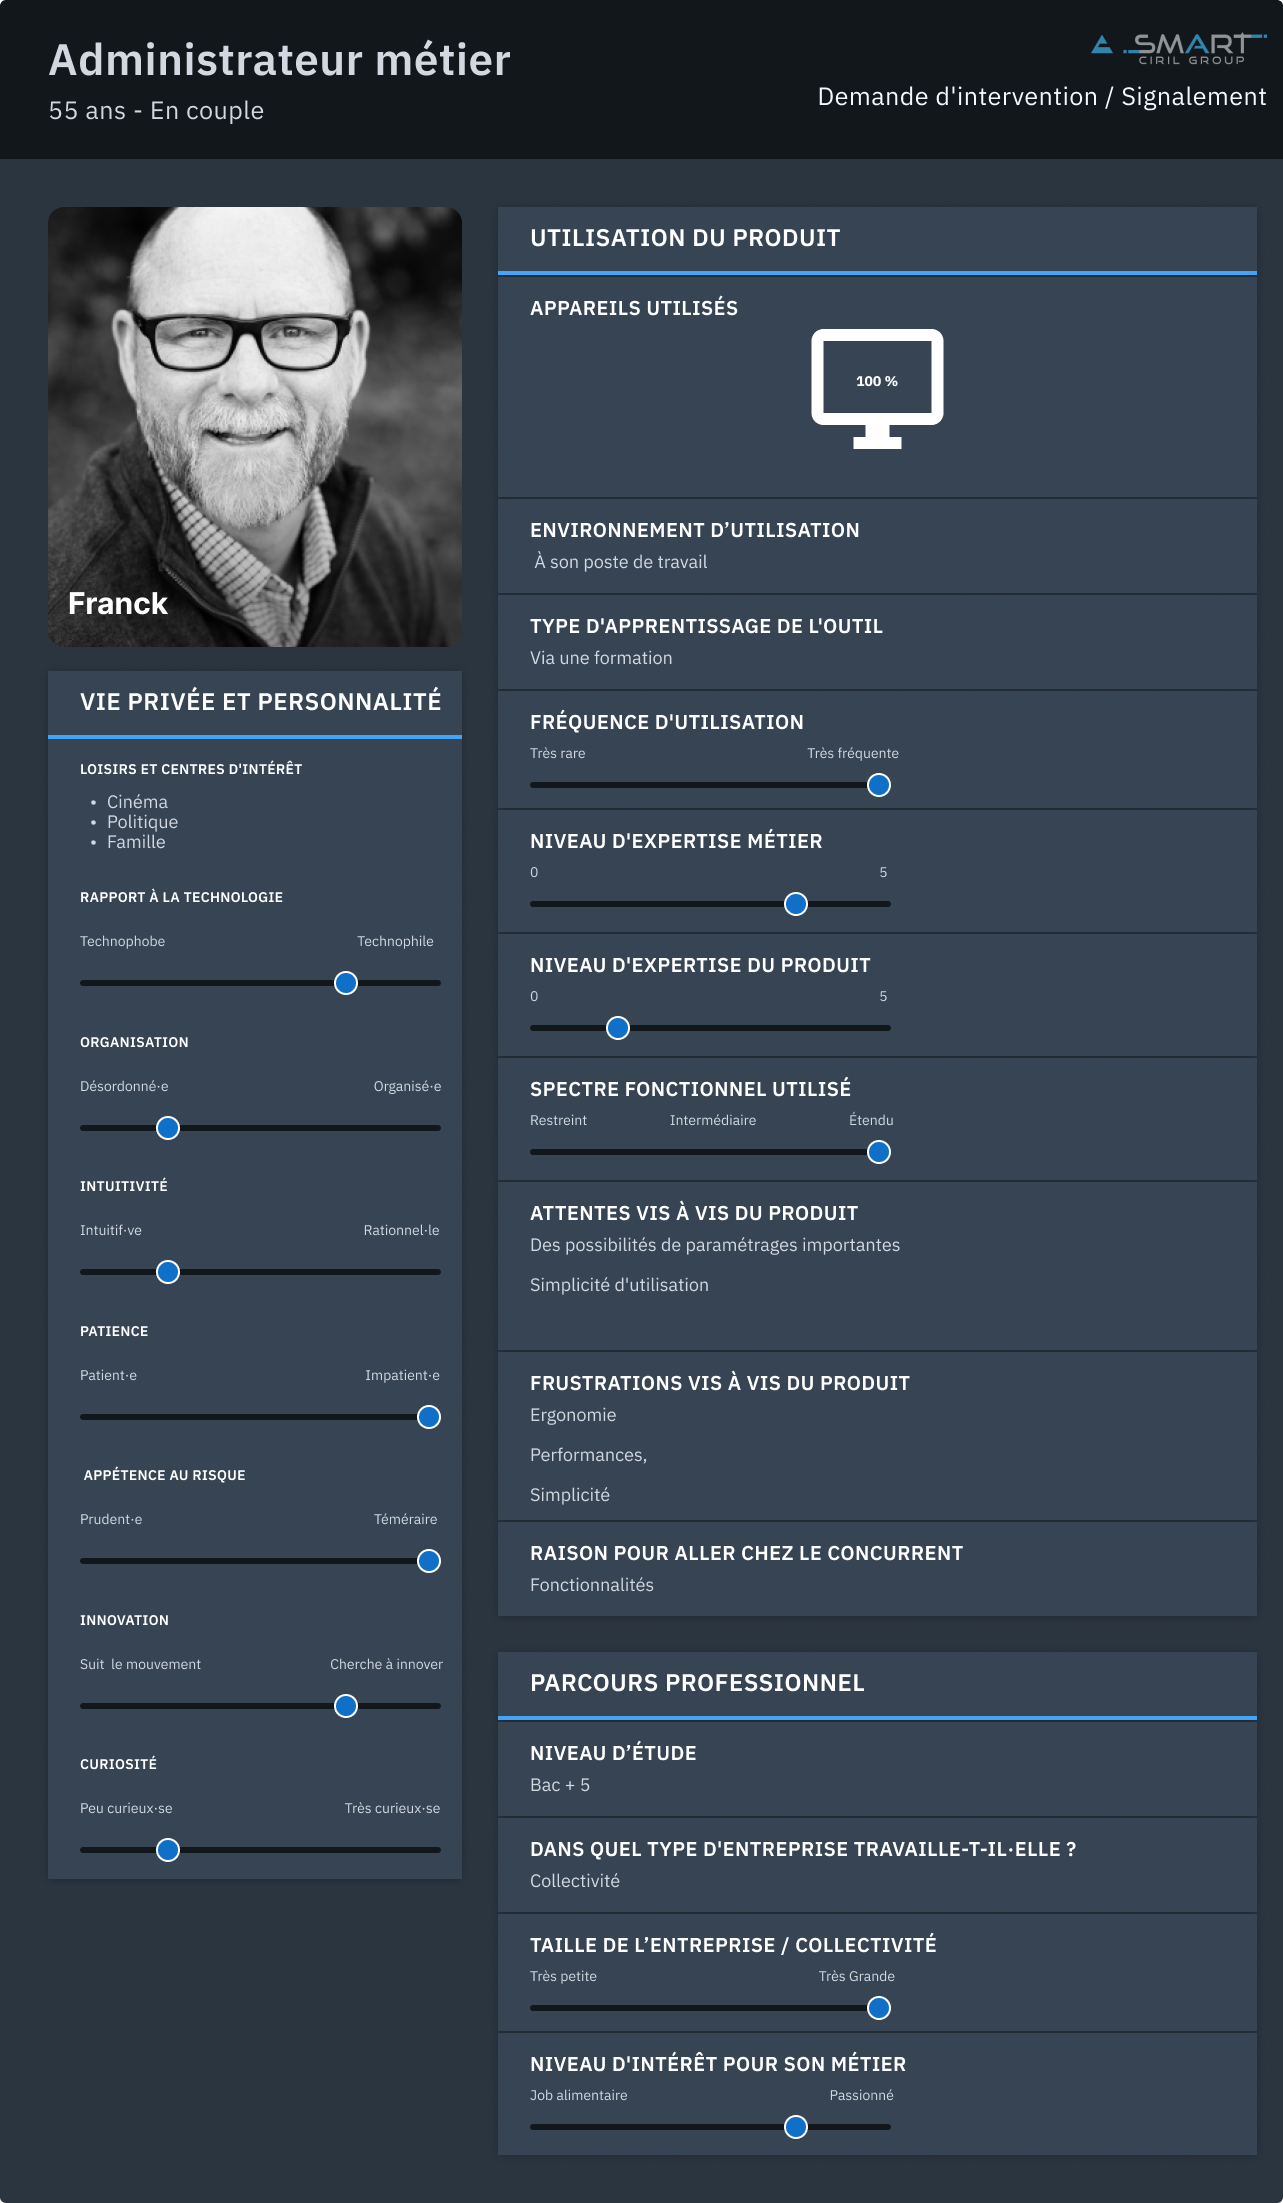 Administrateur métier
55 ans - En couple
SMART
CIRIL GROUP
Demande d'intervention / Signalement
Franck
VIE PRIVÉE ET PERSONNALITÉ
LOISIRS ET CENTRES D'INTÉRÊT
• Cinéma
• Politique
• Famille
RAPPORT À LA TECHNOLOGIE
Technophobe Technophile
ORGANISATION
Désordonné·e Organisé·e
INTUITIVITÉ
Intuitif·ve Rationnel·le
PATIENCE
Patient·e Impatient·e
APPÉTENCE AU RISQUE
Prudent·e Téméraire
INNOVATION
Suit le mouvement Cherche à innover
CURIOSITÉ
Peu curieux·se Très curieux·se
UTILISATION DU PRODUIT
APPAREILS UTILISÉS
100 %
ENVIRONNEMENT D’UTILISATION
À son poste de travail
TYPE D'APPRENTISSAGE DE L'OUTIL
Via une formation
FRÉQUENCE D'UTILISATION
Très rare Très fréquente
NIVEAU D'EXPERTISE MÉTIER
0 5
NIVEAU D'EXPERTISE DU PRODUIT
0 5
SPECTRE FONCTIONNEL UTILISÉ
Restreint Intermédiaire Étendu
ATTENTES VIS À VIS DU PRODUIT
Des possibilités de paramétrages importantes
Simplicité d'utilisation
FRUSTRATIONS VIS À VIS DU PRODUIT
Ergonomie
Performances,
Simplicité
RAISON POUR ALLER CHEZ LE CONCURRENT
Fonctionnalités
PARCOURS PROFESSIONNEL
NIVEAU D’ÉTUDE
Bac + 5
DANS QUEL TYPE D'ENTREPRISE TRAVAILLE-T-IL·ELLE ?
Collectivité
TAILLE DE L’ENTREPRISE / COLLECTIVITÉ
Très petite Très Grande
NIVEAU D'INTÉRÊT POUR SON MÉTIER
Job alimentaire Passionné